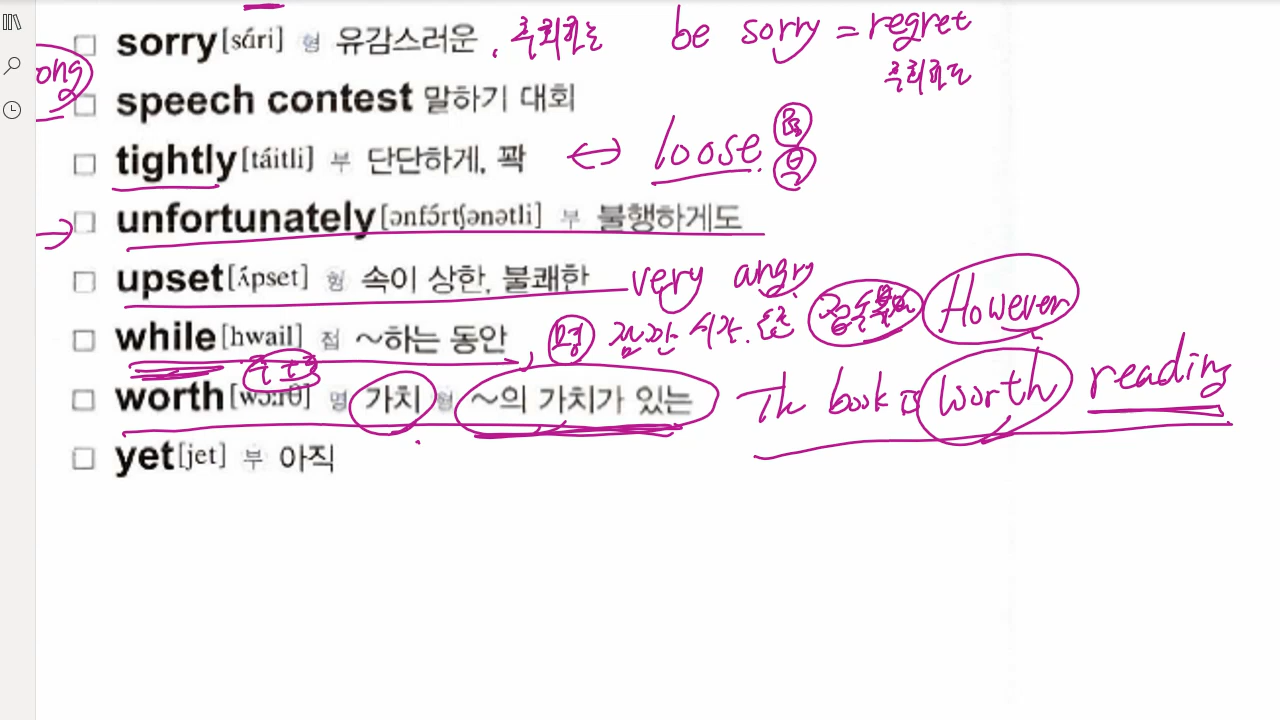 sorry[sári] 형 유감스러운, 후회하는 be sorry = regret
후회하다
ong
speech contest 말하기 대회
tightly[táitli] 부 단단하게, 꽉 ↔ loose
→ unfortunately[ənfɔ́rtʃənətli] 부 불행하게도
upset[ʎpset] 형 속이 상한, 불쾌한 very angry
while[hwail] 접 ~하는 동안, 명 잠깐 시간. However
worth[wɔːrθ] 명 가치 형 ~의 가치가 있는 The book is worth reading
yet[jet] 부 아직